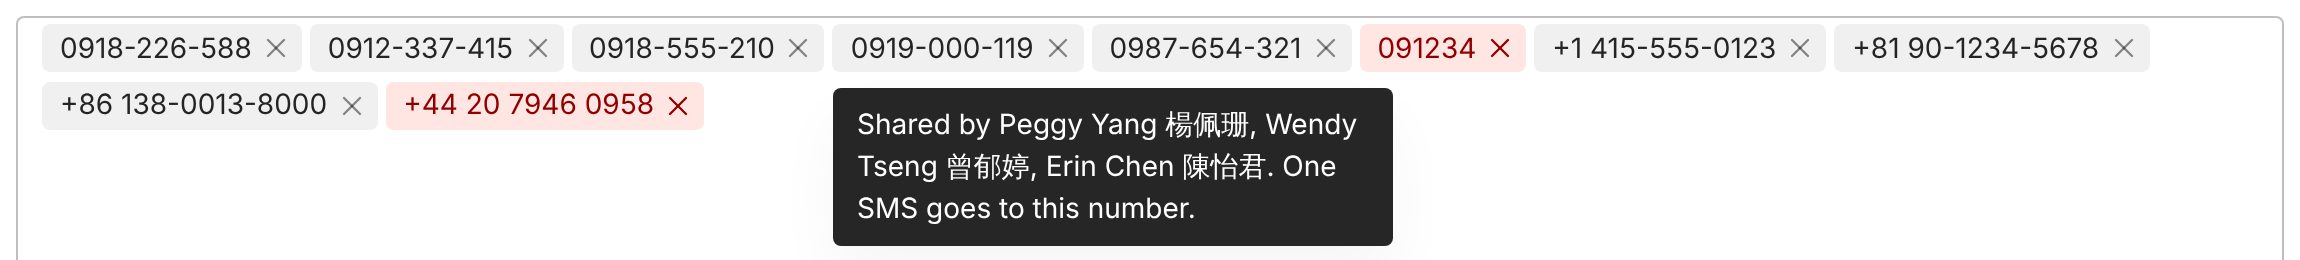 0918-226-588 0912-337-415 0918-555-210 0919-000-119 0987-654-321 091234 +1 415-555-0123 +81 90-1234-5678
+86 138-0013-8000 +44 20 7946 0958
Shared by Peggy Yang 楊佩珊, Wendy
Tseng 曾郁婷, Erin Chen 陳怡君. One
SMS goes to this number.